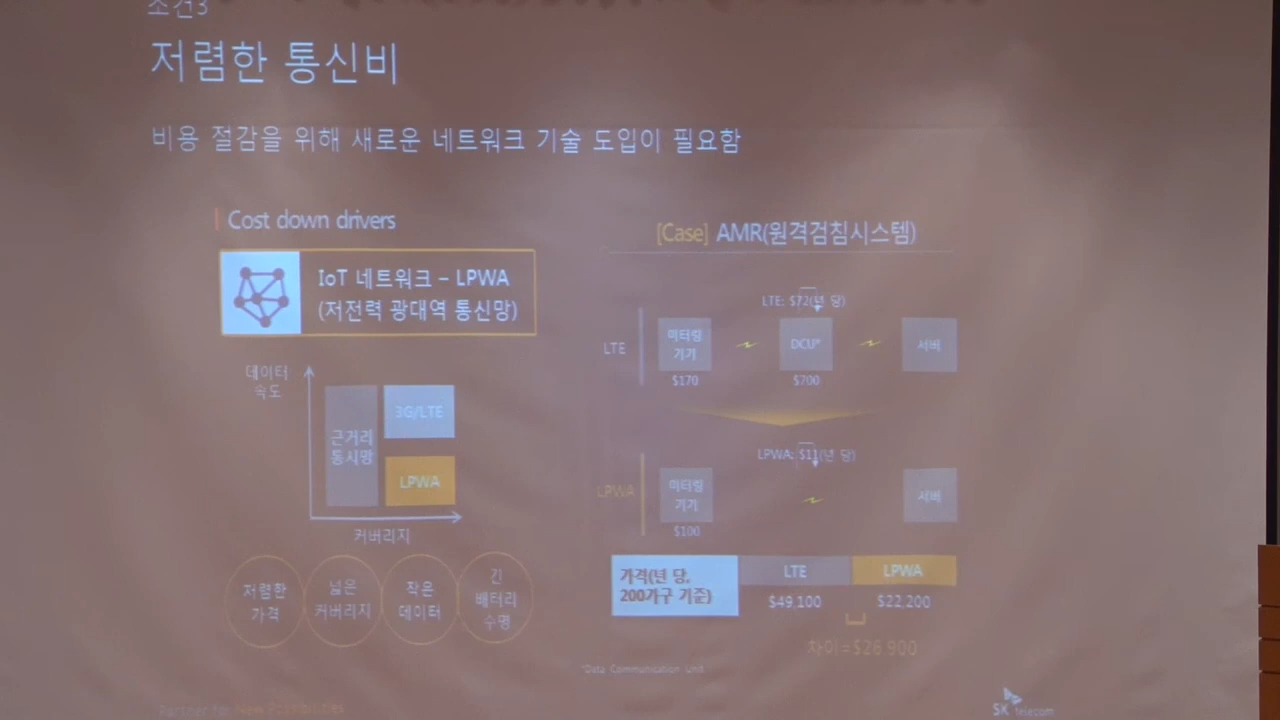 조건3
저렴한 통신비
비용 절감을 위해 새로운 네트워크 기술 도입이 필요함
Cost down drivers
IoT 네트워크 – LPWA
(저전력 광대역 통신망)
데이터
속도
근거리
통신망
3G/LTE
LPWA
커버리지
저렴한
가격
넓은
커버리지
작은
데이터
긴
배터리
수명
[Case] AMR(원격검침시스템)
LTE: $72(년 당)
LTE
미터링
기기
DCU*
서버
$170
$700
LPWA: $11(년 당)
LPWA
미터링
기기
서버
$100
가격(년 당,
200가구 기준)
LTE
LPWA
$49,100
$22,200
차이=$26,900
*Data Communication unit
Partner for New Possibilities
SK telecom